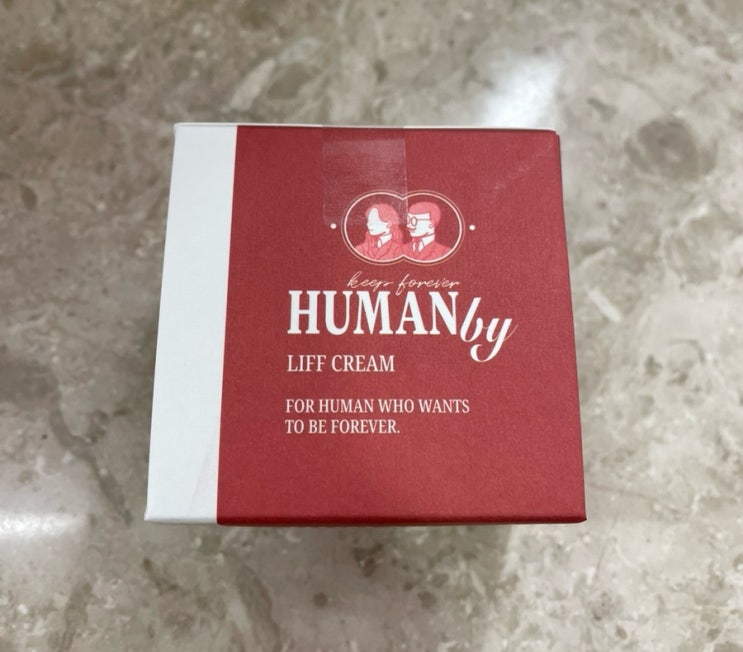 keep forever
HUMANby
LIFF CREAM
FOR HUMAN WHO WANTS
TO BE FOREVER.